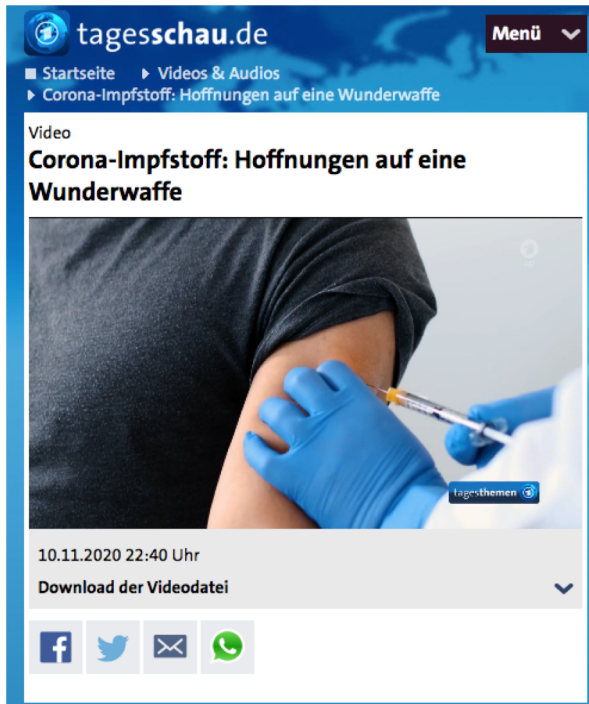 tagesschau.de
Menü
Startseite Videos & Audios
Corona-Impfstoff: Hoffnungen auf eine Wunderwaffe
Video
Corona-Impfstoff: Hoffnungen auf eine
Wunderwaffe
tagesthemen
10.11.2020 22:40 Uhr
Download der Videodatei